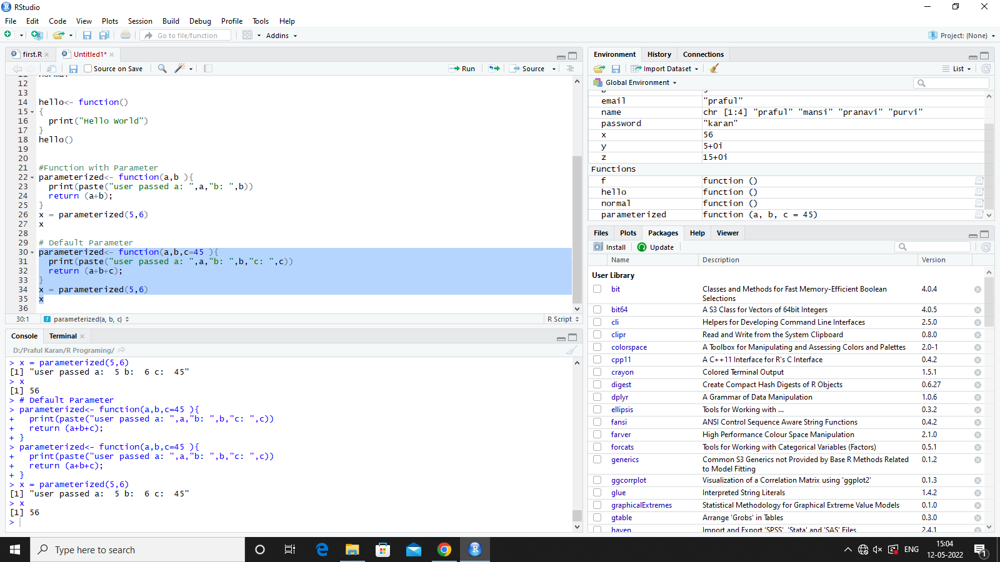 RStudio
File Edit Code View Plots Session Build Debug Profile Tools Help
Go to file/function Addins Project: (None)
first.R Untitled1*
Source on Save Run Source
12
13
14 hello<- function()
15 {
16 print("Hello World")
17 }
18 hello()
19
20
21 #Function with Parameter
22 parameterized<- function(a,b ){
23 print(paste("user passed a: ",a,"b: ",b))
24 return (a+b);
25 }
26 x = parameterized(5,6)
27 x
28
29 # Default Parameter
30 parameterized<- function(a,b,c=45 ){
31 print(paste("user passed a: ",a,"b: ",b,"c: ",c))
32 return (a+b+c);
33 }
34 x = parameterized(5,6)
35 x
36
30:1 parameterized(a, b, c) R Script
Console Terminal
D:/Praful Karan/R Programing/
> x = parameterized(5,6)
[1] "user passed a:  5 b:  6 c:  45"
> x
[1] 56
> # Default Parameter
> parameterized<- function(a,b,c=45 ){
+ print(paste("user passed a: ",a,"b: ",b,"c: ",c))
+ return (a+b+c);
+ }
> parameterized<- function(a,b,c=45 ){
+ print(paste("user passed a: ",a,"b: ",b,"c: ",c))
+ return (a+b+c);
+ }
> x = parameterized(5,6)
[1] "user passed a:  5 b:  6 c:  45"
> x
[1] 56
>
Environment History Connections
Import Dataset List
Global Environment
email "praful"
name chr [1:4] "praful" "mansi" "pranavi" "purvi"
password "karan"
x 56
y 5+0i
z 15+0i
Functions
f function ()
hello function ()
normal function ()
parameterized function (a, b, c = 45)
Files Plots Packages Help Viewer
Install Update
Name Description Version
User Library
bit Classes and Methods for Fast Memory-Efficient Boolean 4.0.4
Selections
bit64 A S3 Class for Vectors of 64bit Integers 4.0.5
cli Helpers for Developing Command Line Interfaces 2.5.0
clipr Read and Write from the System Clipboard 0.8.0
colorspace A Toolbox for Manipulating and Assessing Colors and Palettes 2.0-1
cpp11 A C++11 Interface for R's C Interface 0.4.2
crayon Colored Terminal Output 1.5.1
digest Create Compact Hash Digests of R Objects 0.6.27
dplyr A Grammar of Data Manipulation 1.0.6
ellipsis Tools for Working with ... 0.3.2
fansi ANSI Control Sequence Aware String Functions 0.4.2
farver High Performance Colour Space Manipulation 2.1.0
forcats Tools for Working with Categorical Variables (Factors) 0.5.1
generics Common S3 Generics not Provided by Base R Methods Related 0.1.2
to Model Fitting
ggcorrplot Visualization of a Correlation Matrix using 'ggplot2' 0.1.3
glue Interpreted String Literals 1.4.2
graphicalExtremes Statistical Methodology for Graphical Extreme Value Models 0.1.0
gtable Arrange 'Grobs' in Tables 0.3.0
haven Import and Export 'SPSS', 'Stata' and 'SAS' Files 2.4.1
Type here to search ENG 15:04
12-05-2022 1